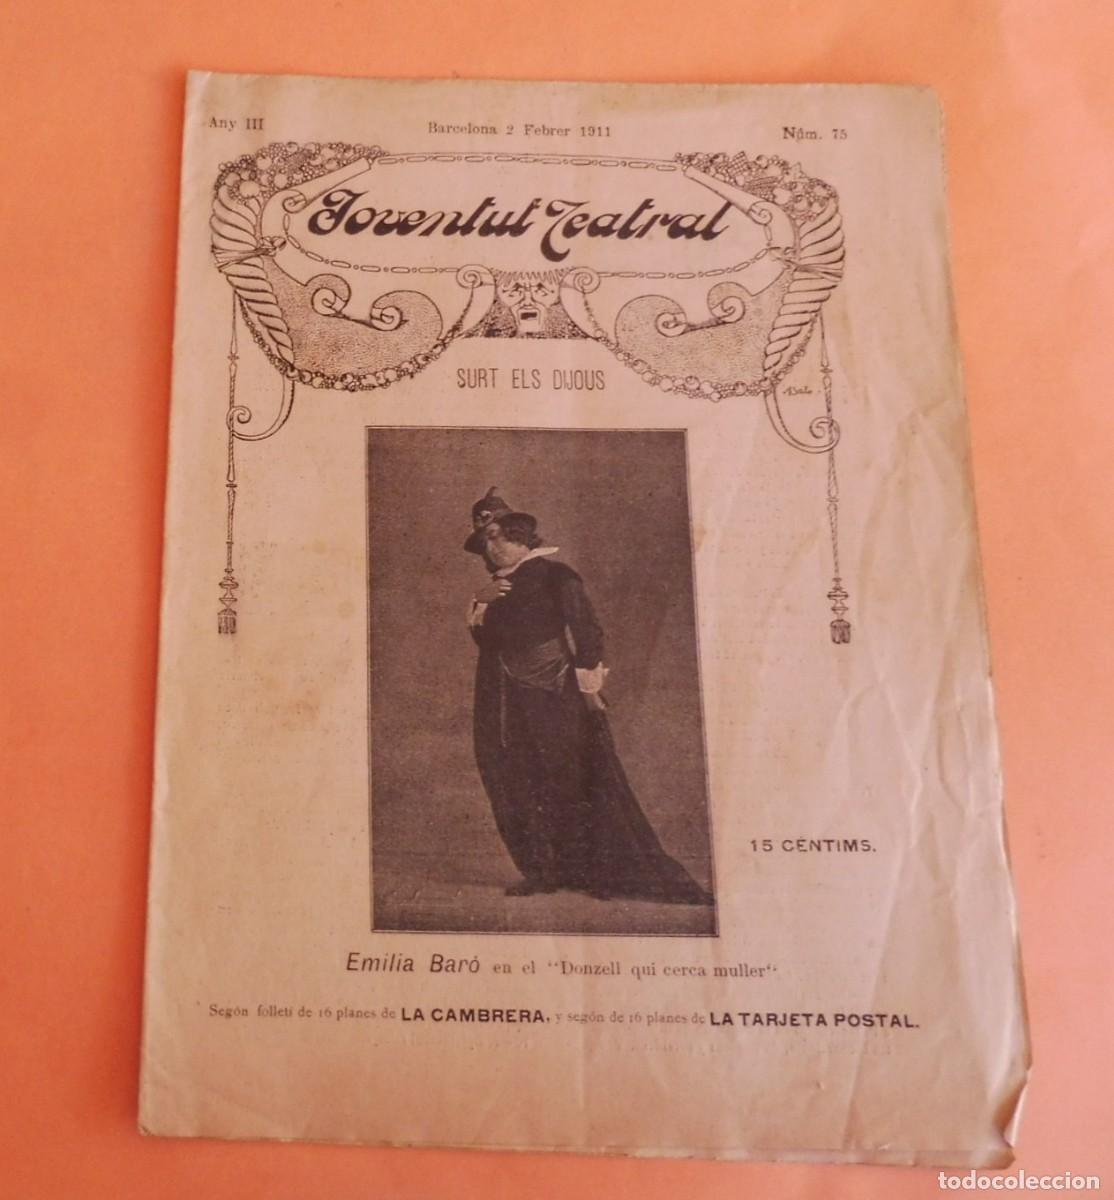 Any III Barcelona 2 Febrer 1911 Núm. 75
Joventut Teatral
SURT ELS DIJOUS
15 CÉNTIMS.
Emilia Baró en el "Donzell qui cerca muller"
Segón folletí de 16 planes de LA CAMBRERA, y segón de 16 planes de LA TARJETA POSTAL.
todocoleccion